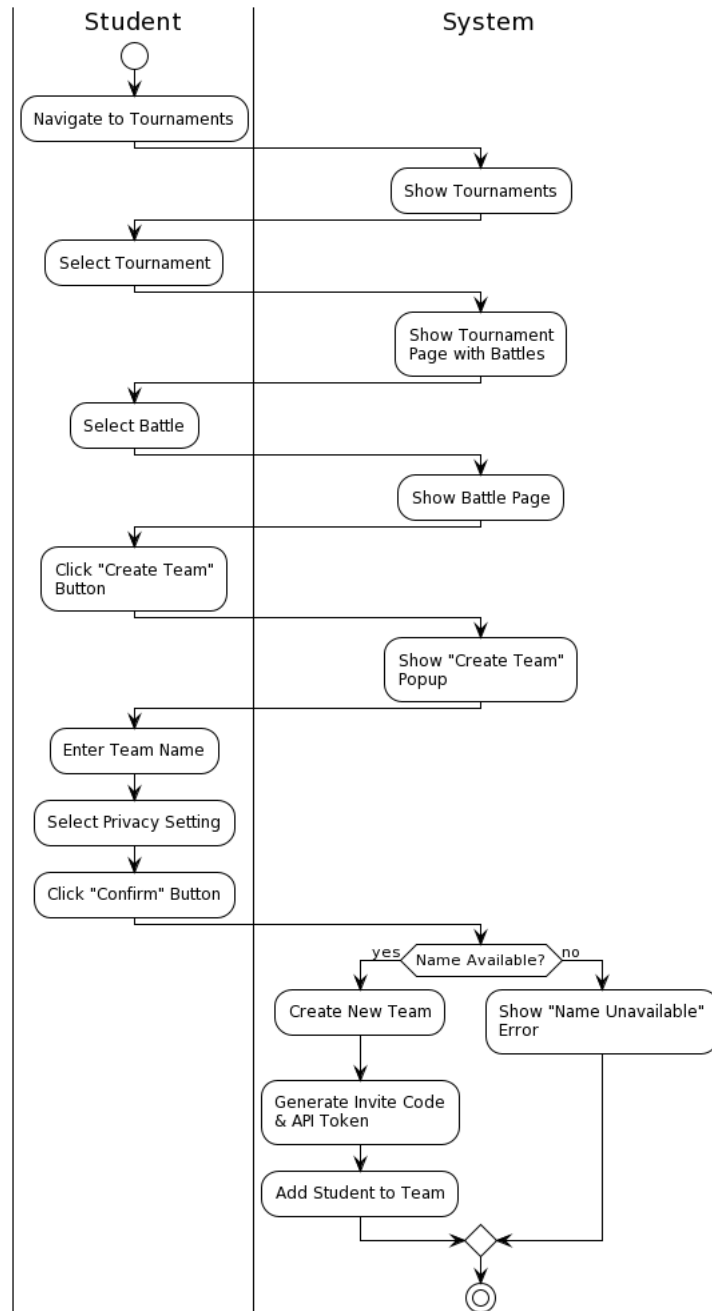 Student
System
Navigate to Tournaments
Show Tournaments
Select Tournament
Show Tournament
Page with Battles
Select Battle
Show Battle Page
Click "Create Team"
Button
Show "Create Team"
Popup
Enter Team Name
Select Privacy Setting
Click "Confirm" Button
yes
Name Available?
no
Create New Team
Show "Name Unavailable"
Error
Generate Invite Code
& API Token
Add Student to Team